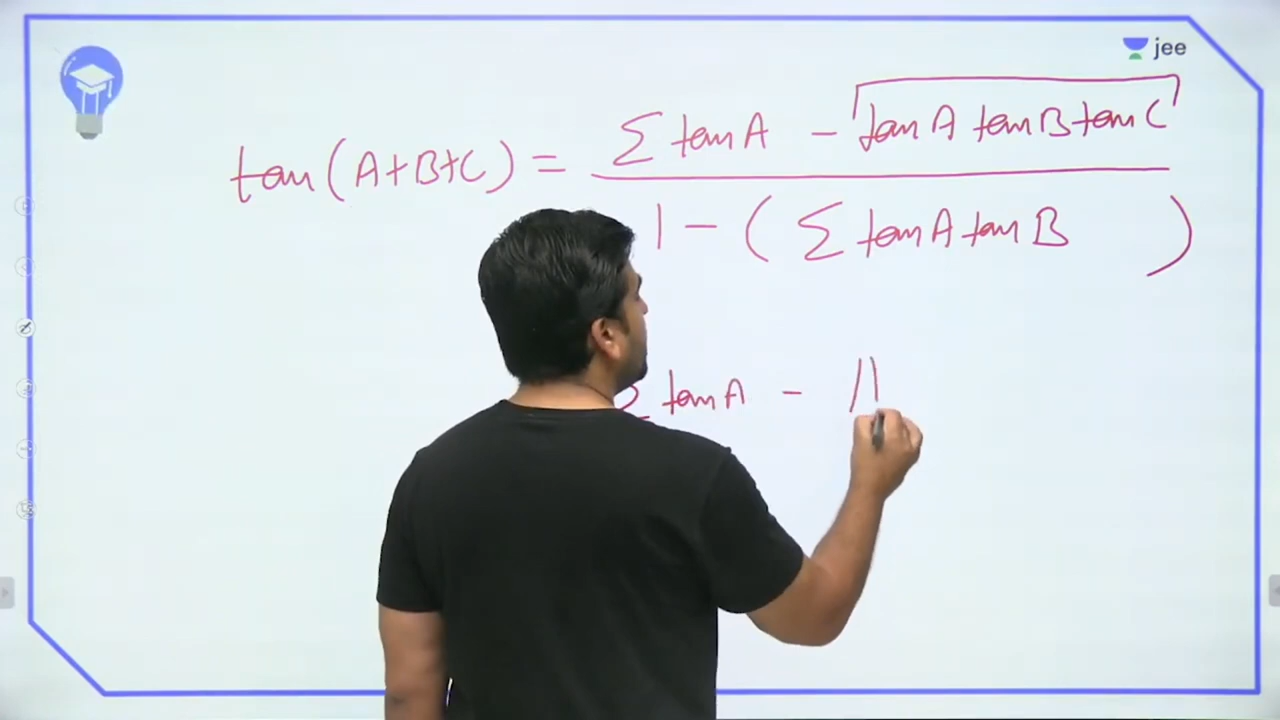 jee
tan(A+B+C) = Σ tanA - tanA tanB tanC
1 - ( Σ tanA tanB )
Σ tanA -